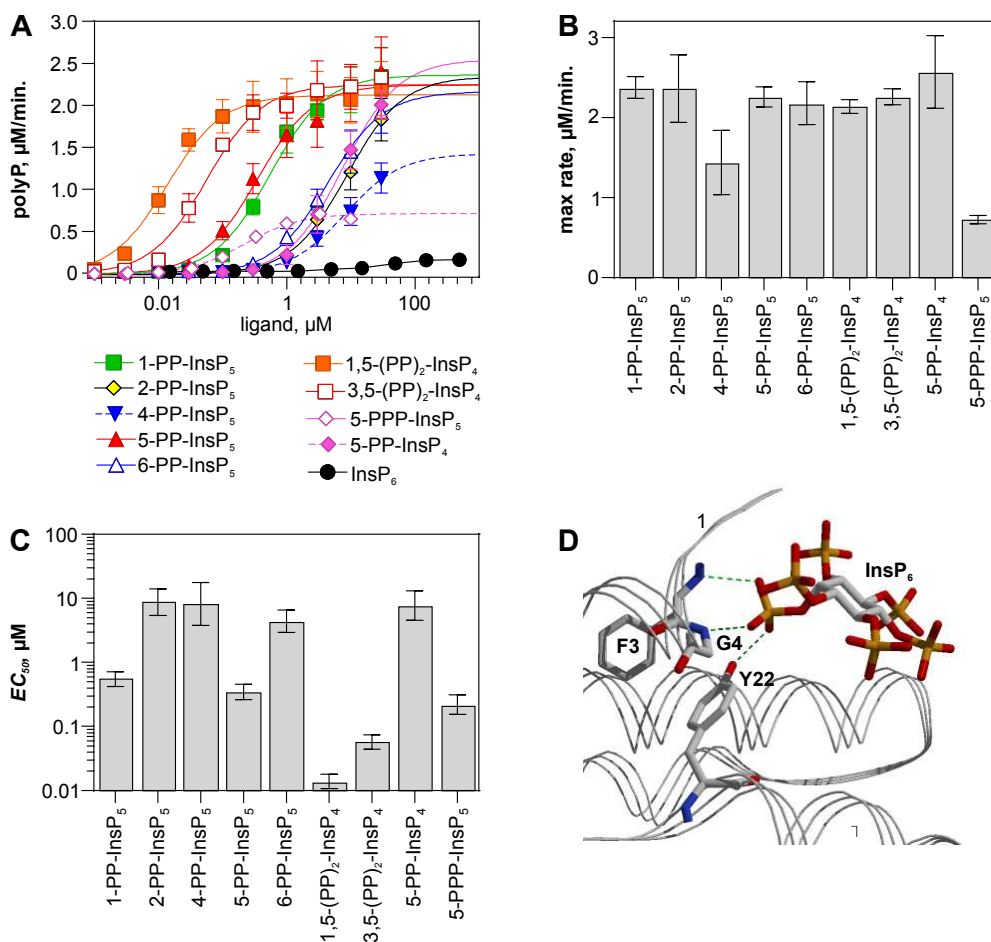 A
polyP, µM/min.
3.0
2.5
2.0
1.5
1.0
0.5
0
0.01 1 100
ligand, µM
1-PP-InsP₅
2-PP-InsP₅
4-PP-InsP₅
5-PP-InsP₅
6-PP-InsP₅
1,5-(PP)₂-InsP₄
3,5-(PP)₂-InsP₄
5-PPP-InsP₅
5-PP-InsP₄
InsP₆
B
max rate, µM/min.
3
2
1
0
1-PP-InsP₅
2-PP-InsP₅
4-PP-InsP₅
5-PP-InsP₅
6-PP-InsP₅
1,5-(PP)₂-InsP₄
3,5-(PP)₂-InsP₄
5-PP-InsP₄
5-PPP-InsP₅
C
100
10
1
0.1
0.01
1-PP-InsP₅
2-PP-InsP₅
4-PP-InsP₅
5-PP-InsP₅
6-PP-InsP₅
1,5-(PP)₂-InsP₄
3,5-(PP)₂-InsP₄
5-PP-InsP₄
5-PPP-InsP₅
D
1
InsP₆
F3
G4
Y22